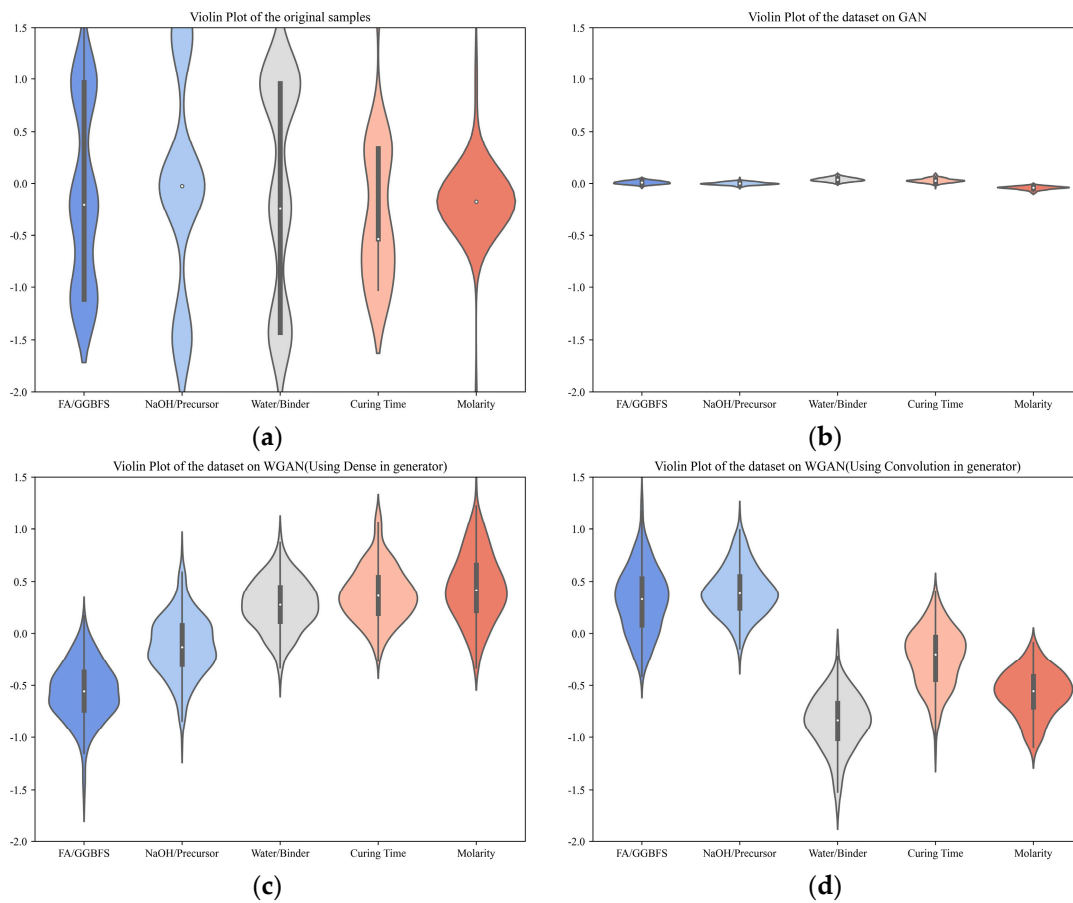 Violin Plot of the original samples
1.5
1.0
0.5
0.0
-0.5
-1.0
-1.5
-2.0
FA/GGBFS NaOH/Precursor Water/Binder Curing Time Molarity
(a)
Violin Plot of the dataset on GAN
1.5
1.0
0.5
0.0
-0.5
-1.0
-1.5
-2.0
FA/GGBFS NaOH/Precursor Water/Binder Curing Time Molarity
(b)
Violin Plot of the dataset on WGAN(Using Dense in generator)
1.5
1.0
0.5
0.0
-0.5
-1.0
-1.5
-2.0
FA/GGBFS NaOH/Precursor Water/Binder Curing Time Molarity
(c)
Violin Plot of the dataset on WGAN(Using Convolution in generator)
1.5
1.0
0.5
0.0
-0.5
-1.0
-1.5
-2.0
FA/GGBFS NaOH/Precursor Water/Binder Curing Time Molarity
(d)